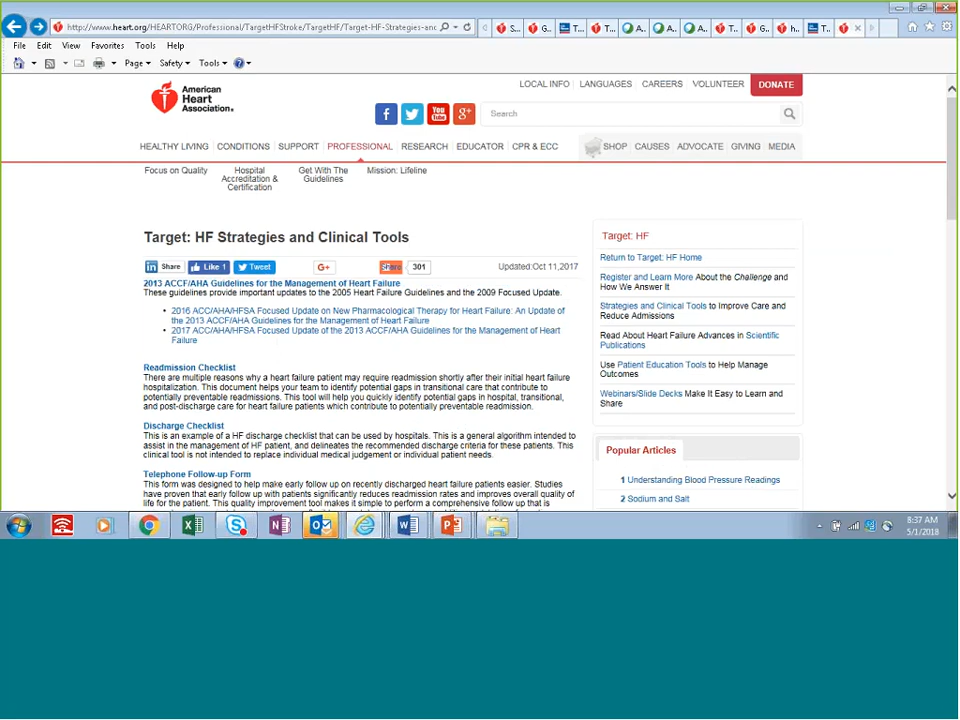 http://www.heart.org/HEARTORG/Professional/TargetHFStroke/TargetHF/Target-HF-Strategies-and
S... G... T... T... A... A... A... T... G... h... T...
File Edit View Favorites Tools Help
Page Safety Tools
LOCAL INFO LANGUAGES CAREERS VOLUNTEER DONATE
American
Heart
Association.
f You Tube g+ Search
HEALTHY LIVING CONDITIONS SUPPORT PROFESSIONAL RESEARCH EDUCATOR CPR & ECC SHOP CAUSES ADVOCATE GIVING MEDIA
Focus on Quality
Hospital
Accreditation &
Certification
Get With The
Guidelines
Mission: Lifeline
Target: HF Strategies and Clinical Tools
in Share Like 1 Tweet G+ Share 301 Updated:Oct 11,2017
2013 ACCF/AHA Guidelines for the Management of Heart Failure
These guidelines provide important updates to the 2005 Heart Failure Guidelines and the 2009 Focused Update.
• 2016 ACC/AHA/HFSA Focused Update on New Pharmacological Therapy for Heart Failure: An Update of
the 2013 ACCF/AHA Guidelines for the Management of Heart Failure
• 2017 ACC/AHA/HFSA Focused Update of the 2013 ACCF/AHA Guidelines for the Management of Heart
Failure
Readmission Checklist
There are multiple reasons why a heart failure patient may require readmission shortly after their initial heart failure
hospitalization. This document helps your team to identify potential gaps in transitional care that contribute to
potentially preventable readmissions. This tool will help you quickly identify potential gaps in hospital, transitional,
and post-discharge care for heart failure patients which contribute to potentially preventable readmission.
Discharge Checklist
This is an example of a HF discharge checklist that can be used by hospitals. This is a general algorithm intended to
assist in the management of HF patient, and delineates the recommended discharge criteria for these patients. This
clinical tool is not intended to replace individual medical judgement or individual patient needs.
Telephone Follow-up Form
This form was designed to help make early follow up on recently discharged heart failure patients easier. Studies
have proven that early follow up with patients significantly reduces readmission rates and improves overall quality of
life for the patient. This quality improvement tool makes it simple to perform a comprehensive follow up that is
Target: HF
Return to Target: HF Home
Register and Learn More About the Challenge and
How We Answer It
Strategies and Clinical Tools to Improve Care and
Reduce Admissions
Read About Heart Failure Advances in Scientific
Publications
Use Patient Education Tools to Help Manage
Outcomes
Webinars/Slide Decks Make It Easy to Learn and
Share
Popular Articles
1 Understanding Blood Pressure Readings
2 Sodium and Salt
8:37 AM
5/1/2018